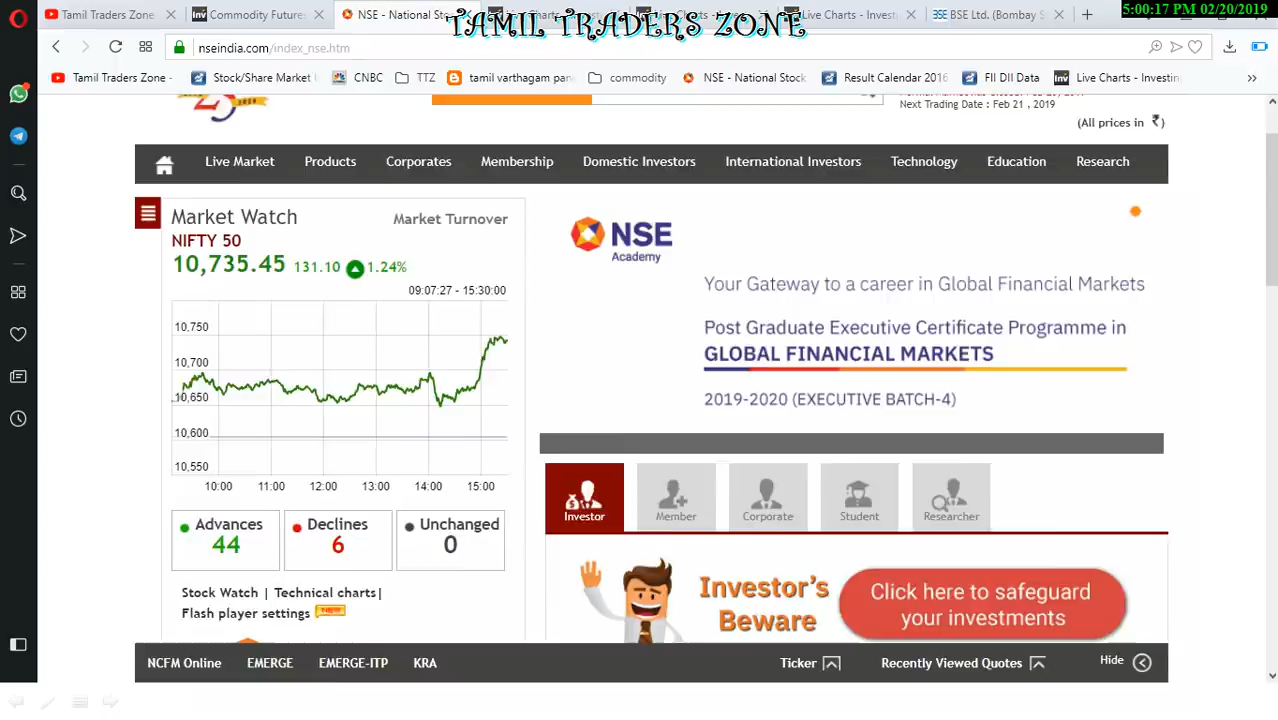 5:00:17 PM 02/20/2019
Tamil Traders Zone
Commodity Future
NSE - National Sto
Live Charts - Investi
BSE Ltd. (Bombay S
TAMIL TRADERS ZONE
nseindia.com/index_nse.htm
Tamil Traders Zone -
Stock/Share Market
CNBC
TTZ
tamil varthagam pan
commodity
NSE - National Stock
Result Calendar 2016
FII DII Data
Live Charts - Investin
Next Trading Date : Feb 21 , 2019
(All prices in ₹)
Live Market
Products
Corporates
Membership
Domestic Investors
International Investors
Technology
Education
Research
Market Watch
Market Turnover
NIFTY 50
10,735.45 131.10 1.24%
09:07:27 - 15:30:00
10,750
10,700
10,650
10,600
10,550
10:00 11:00 12:00 13:00 14:00 15:00
Advances
44
Declines
6
Unchanged
0
Stock Watch | Technical charts|
Flash player settings NEW
NSE
Academy
Your Gateway to a career in Global Financial Markets
Post Graduate Executive Certificate Programme in
GLOBAL FINANCIAL MARKETS
2019-2020 (EXECUTIVE BATCH-4)
Investor
Member
Corporate
Student
Researcher
Investor's
Beware
Click here to safeguard
your investments
NCFM Online
EMERGE
EMERGE-ITP
KRA
Ticker
Recently Viewed Quotes
Hide